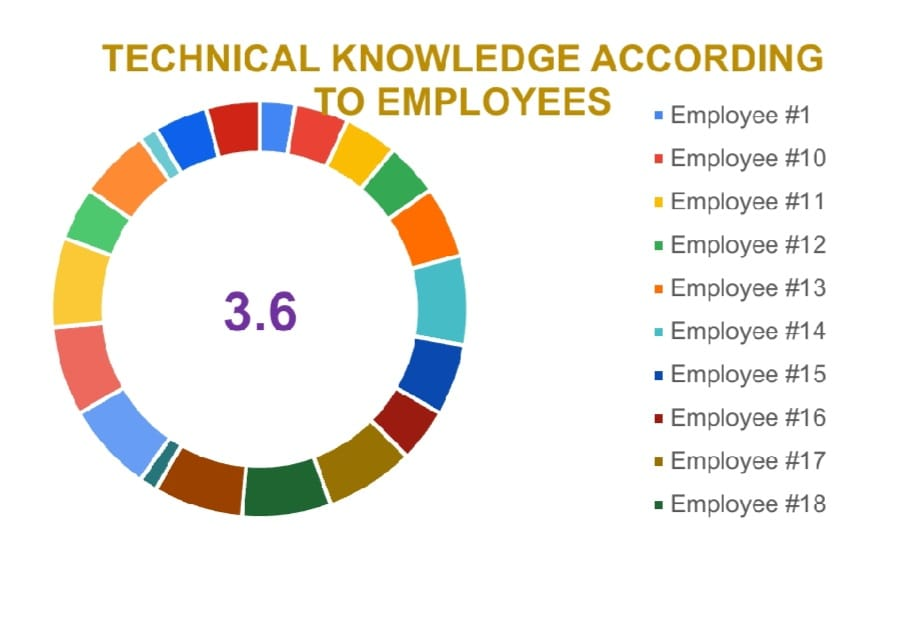 TECHNICAL KNOWLEDGE ACCORDING
TO EMPLOYEES
3.6
Employee #1
Employee #10
Employee #11
Employee #12
Employee #13
Employee #14
Employee #15
Employee #16
Employee #17
Employee #18